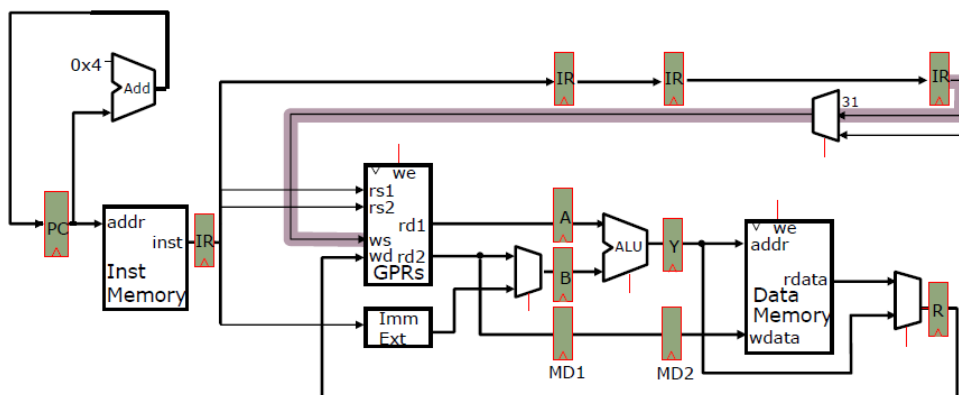 0x4
Add
IR
IR
IR
31
we
rs1
rs2
rd1
ws
wd rd2
GPRs
PC
addr
inst
Inst
Memory
IR
A
B
ALU
Y
we
addr
rdata
Data
Memory
wdata
R
Imm
Ext
MD1
MD2